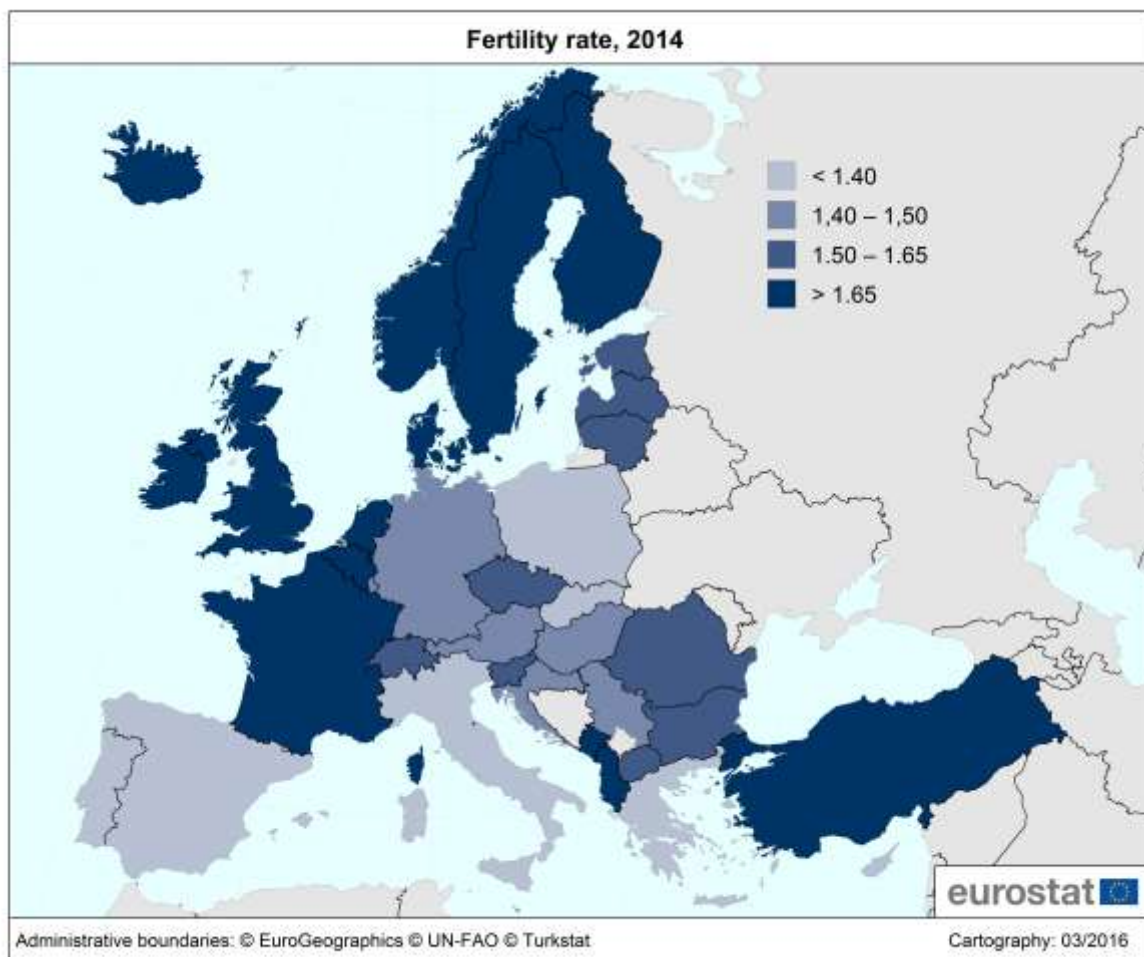 Fertility rate, 2014
< 1.40
1,40 – 1,50
1.50 – 1.65
> 1.65
eurostat
Administrative boundaries: © EuroGeographics © UN-FAO © Turkstat
Cartography: 03/2016